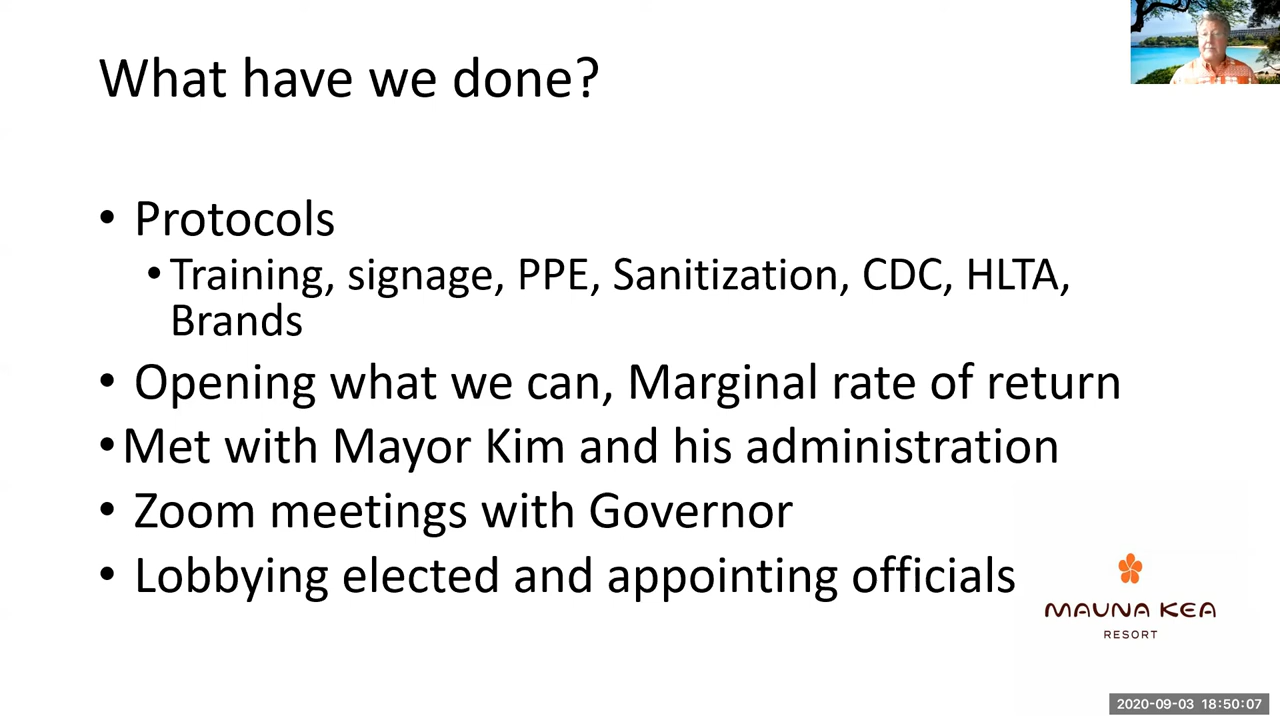 What have we done?
• Protocols
• Training, signage, PPE, Sanitization, CDC, HLTA,
Brands
• Opening what we can, Marginal rate of return
• Met with Mayor Kim and his administration
• Zoom meetings with Governor
• Lobbying elected and appointing officials
MAUNA KEA
RESORT
2020-09-03 18:50:07